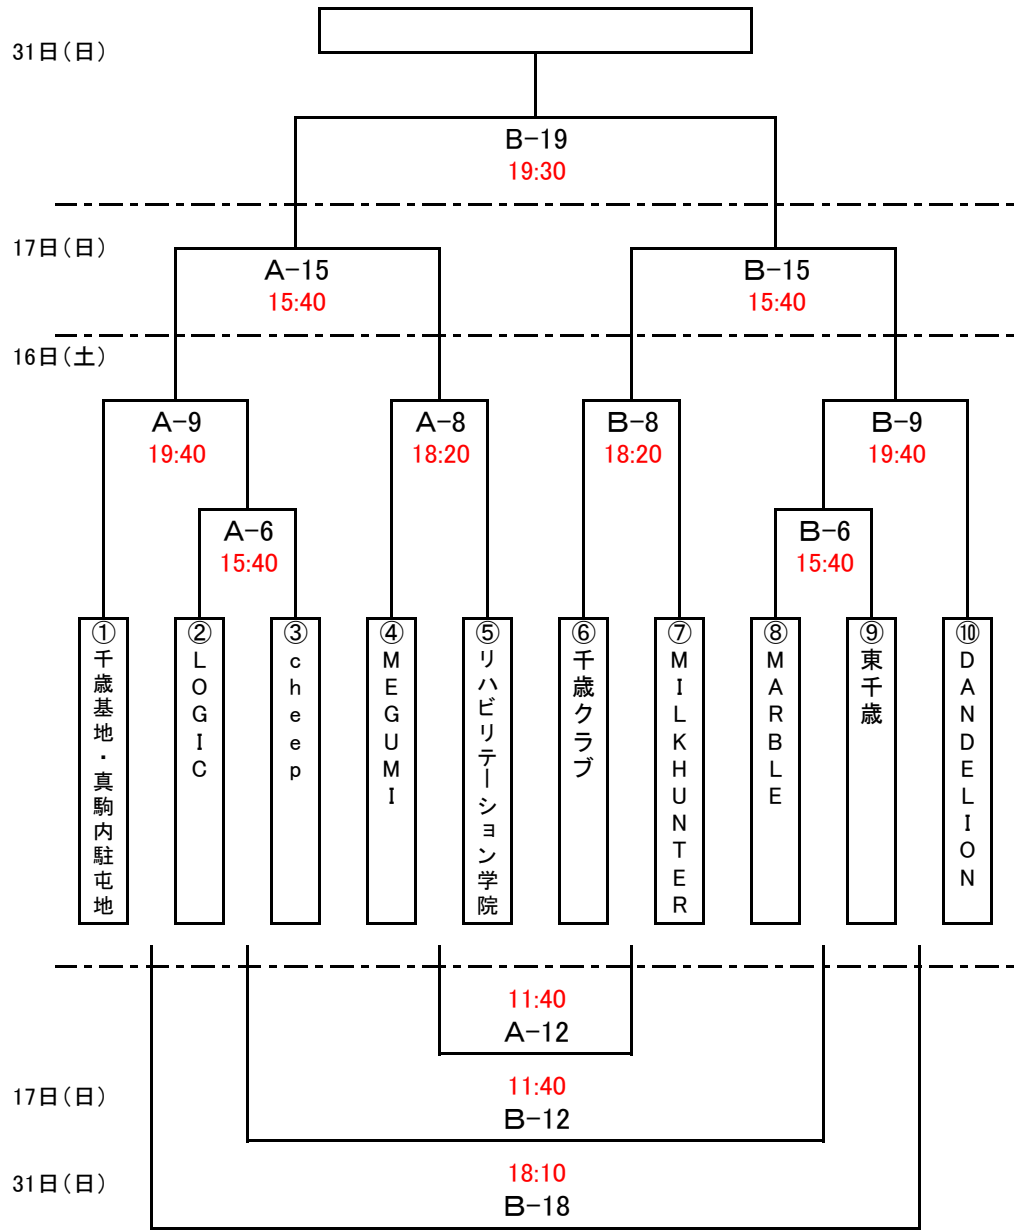 31日(日)
B-19
19:30
17日(日)
A-15
15:40
B-15
15:40
16日(土)
A-9
19:40
A-8
18:20
B-8
18:20
B-9
19:40
A-6
15:40
B-6
15:40
①千歳基地・真駒内駐屯地
②LOGIC
③cheep
④MEGUMI
⑤リハビリテーション学院
⑥千歳クラブ
⑦MILKHUNTER
⑧MARBLE
⑨東千歳
⑩DANDELION
11:40
A-12
17日(日)
11:40
B-12
31日(日)
18:10
B-18